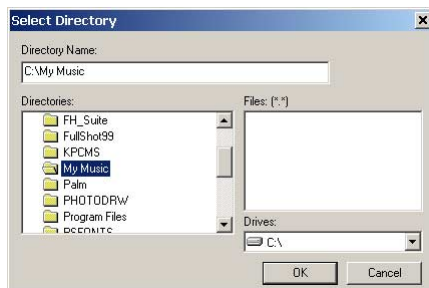 Select Directory
Directory Name:
C:\My Music
Directories:
FH_Suite
FullShot99
KPCMS
My Music
Palm
PHOTODRW
Program Files
PSFONTS
Files: (*.*)
Drives:
C:\
OK
Cancel